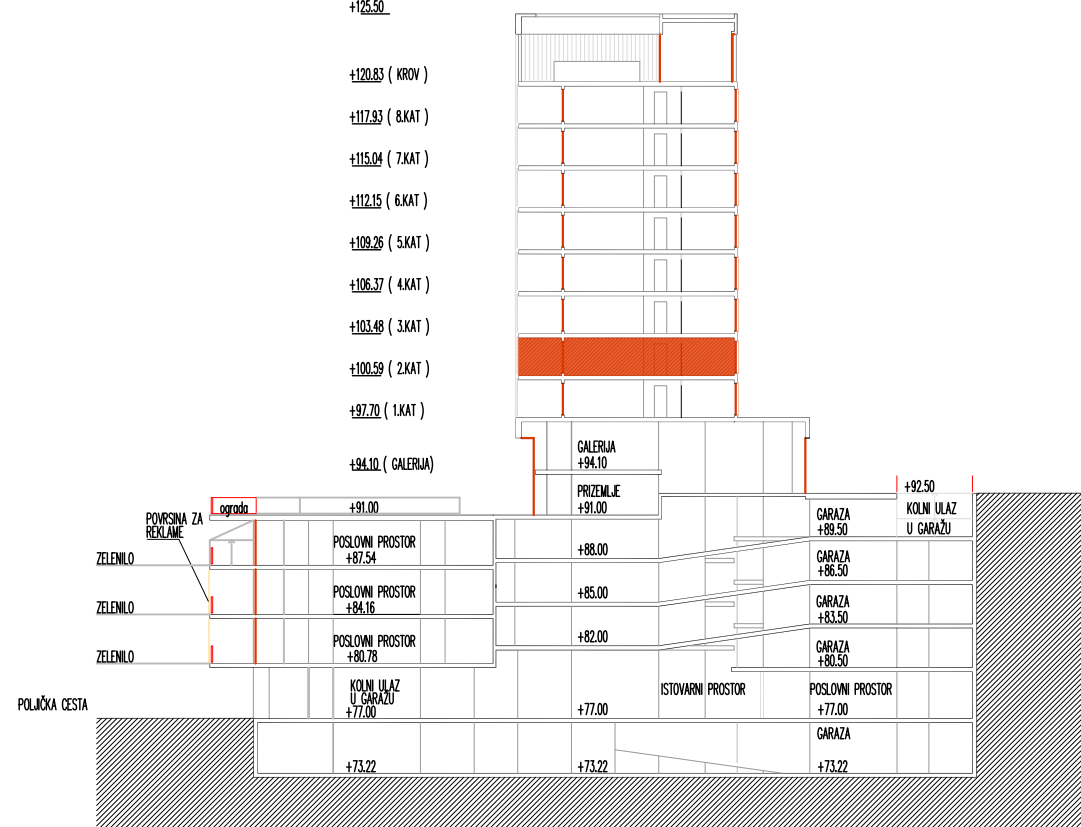 +125.50
+120.83 ( KROV )
+117.93 ( 8.KAT )
+115.04 ( 7.KAT )
+112.15 ( 6.KAT )
+109.26 ( 5.KAT )
+106.37 ( 4.KAT )
+103.48 ( 3.KAT )
+100.59 ( 2.KAT )
+97.70 ( 1.KAT )
+94.10 ( GALERIJA)
GALERIJA
+94.10
PRIZEMLJE
+91.00
+92.50
KOLNI ULAZ
U GARAŽU
ograda
+91.00
POVRSINA ZA
REKLAME
ZELENILO
ZELENILO
ZELENILO
POLJIČKA CESTA
POSLOVNI PROSTOR
+87.54
POSLOVNI PROSTOR
+84.16
POSLOVNI PROSTOR
+80.78
KOLNI ULAZ
U GARAŽU
+77.00
+73.22
+88.00
+85.00
+82.00
+77.00
+73.22
ISTOVARNI PROSTOR
GARAZA
+89.50
GARAZA
+86.50
GARAZA
+83.50
GARAZA
+80.50
POSLOVNI PROSTOR
+77.00
GARAZA
+73.22